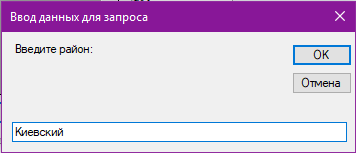 Ввод данных для запроса
Введите район:
OK
Отмена
Киевский